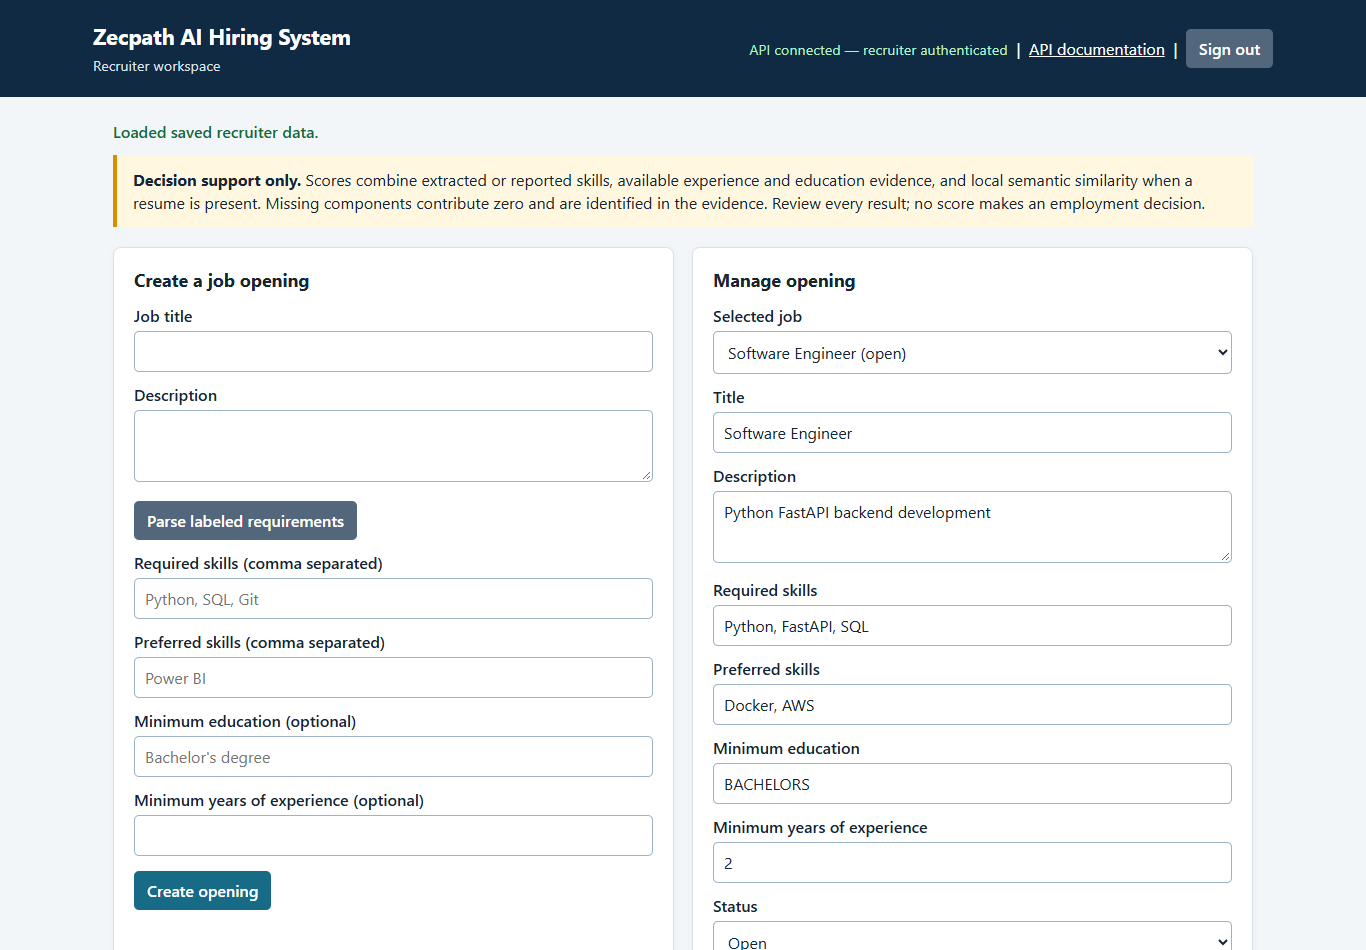 Zecpath AI Hiring System
Recruiter workspace
API connected — recruiter authenticated | API documentation | Sign out
Loaded saved recruiter data.
Decision support only. Scores combine extracted or reported skills, available experience and education evidence, and local semantic similarity when a
resume is present. Missing components contribute zero and are identified in the evidence. Review every result; no score makes an employment decision.
Create a job opening
Job title
Description
Parse labeled requirements
Required skills (comma separated)
Python, SQL, Git
Preferred skills (comma separated)
Power BI
Minimum education (optional)
Bachelor's degree
Minimum years of experience (optional)
Create opening
Manage opening
Selected job
Software Engineer (open)
Title
Software Engineer
Description
Python FastAPI backend development
Required skills
Python, FastAPI, SQL
Preferred skills
Docker, AWS
Minimum education
BACHELORS
Minimum years of experience
2
Status
Open